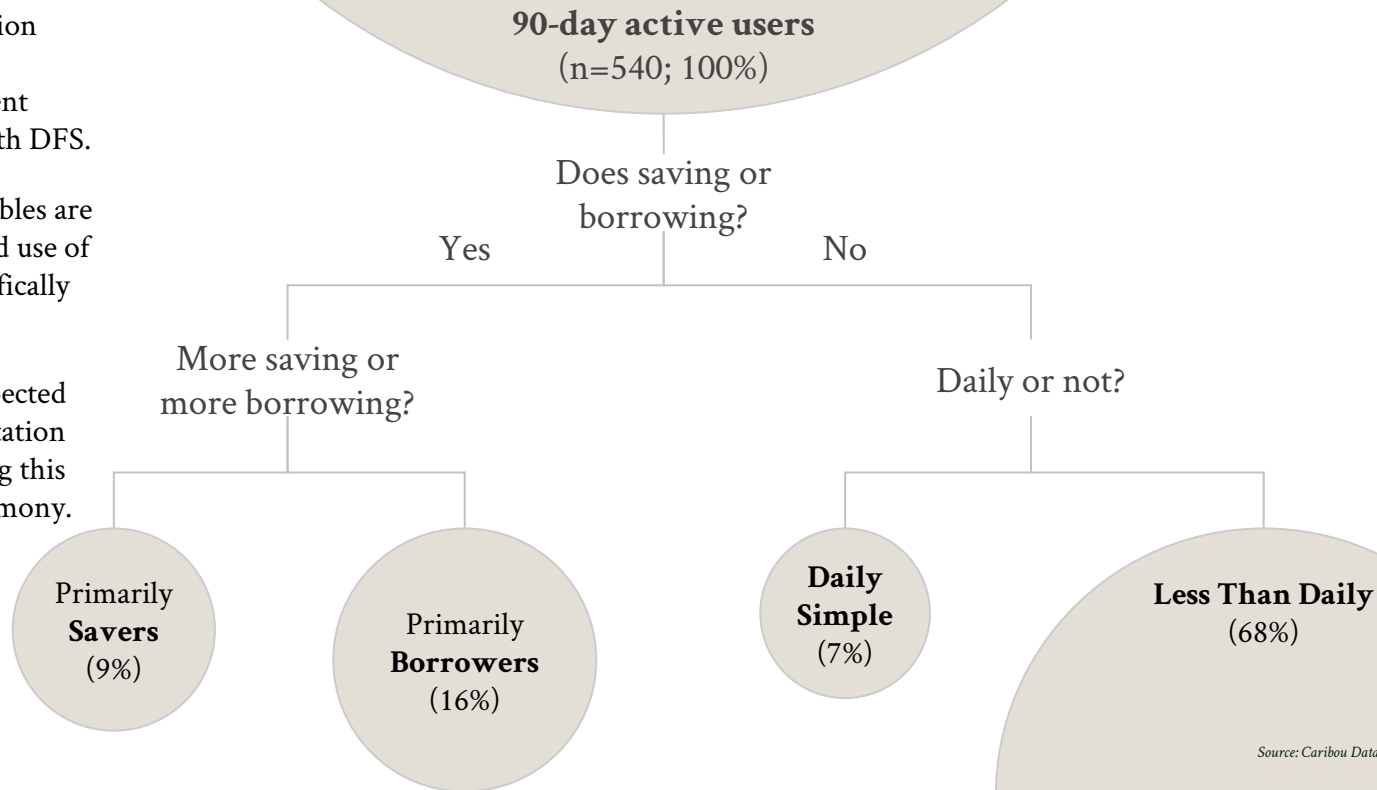 ion
ent
th DFS.
bles are
d use of
fically
ected
tation
g this
mony.
90-day active users
(n=540; 100%)
Does saving or
borrowing?
Yes
No
More saving or
more borrowing?
Daily or not?
Primarily
Savers
(9%)
Primarily
Borrowers
(16%)
Daily
Simple
(7%)
Less Than Daily
(68%)
Source: Caribou Data